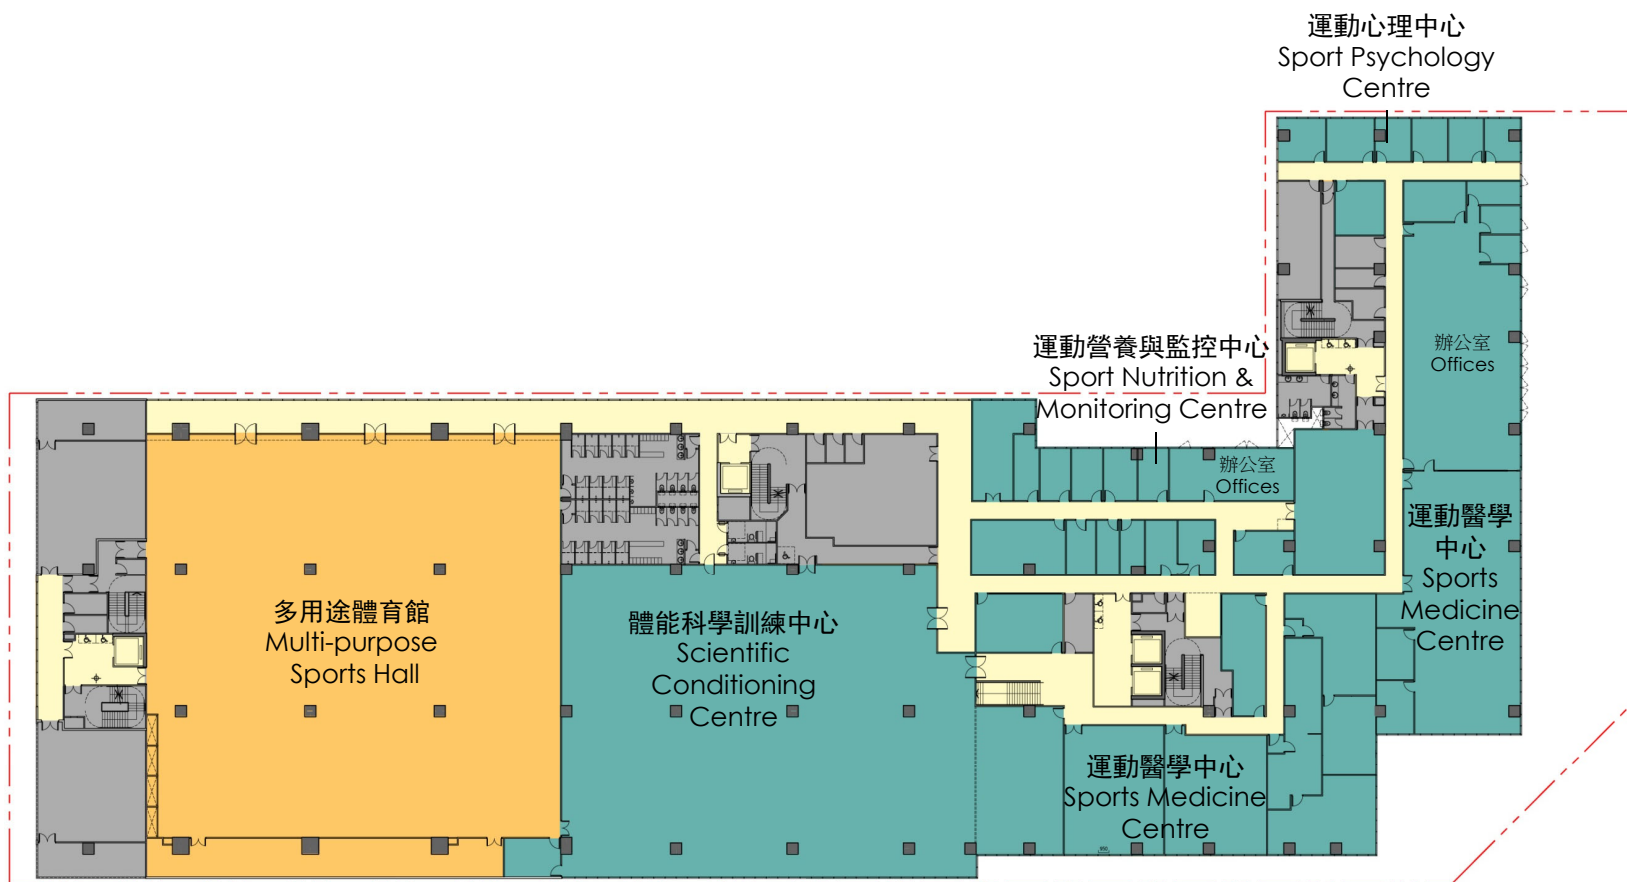 運動心理中心
Sport Psychology
Centre
運動營養與監控中心
Sport Nutrition &
Monitoring Centre
辦公室
Offices
辦公室
Offices
運動醫學
中心
Sports
Medicine
Centre
多用途體育館
Multi-purpose
Sports Hall
體能科學訓練中心
Scientific
Conditioning
Centre
運動醫學中心
Sports Medicine
Centre